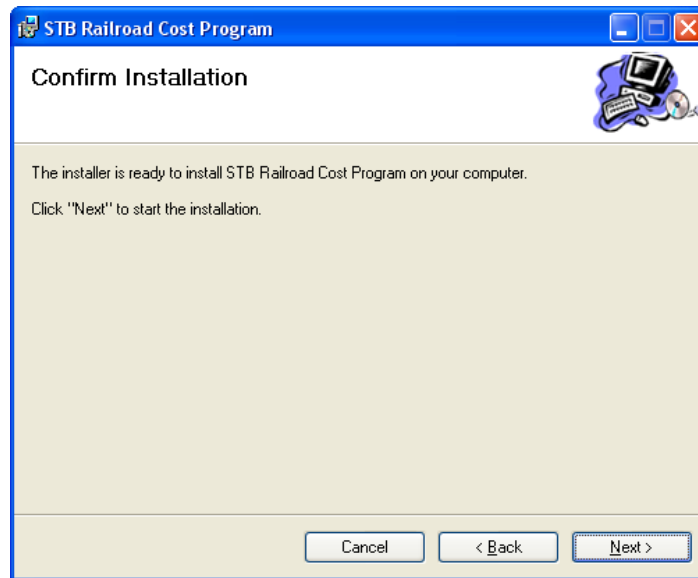 STB Railroad Cost Program
Confirm Installation
The installer is ready to install STB Railroad Cost Program on your computer.
Click "Next" to start the installation.
Cancel
< Back
Next >